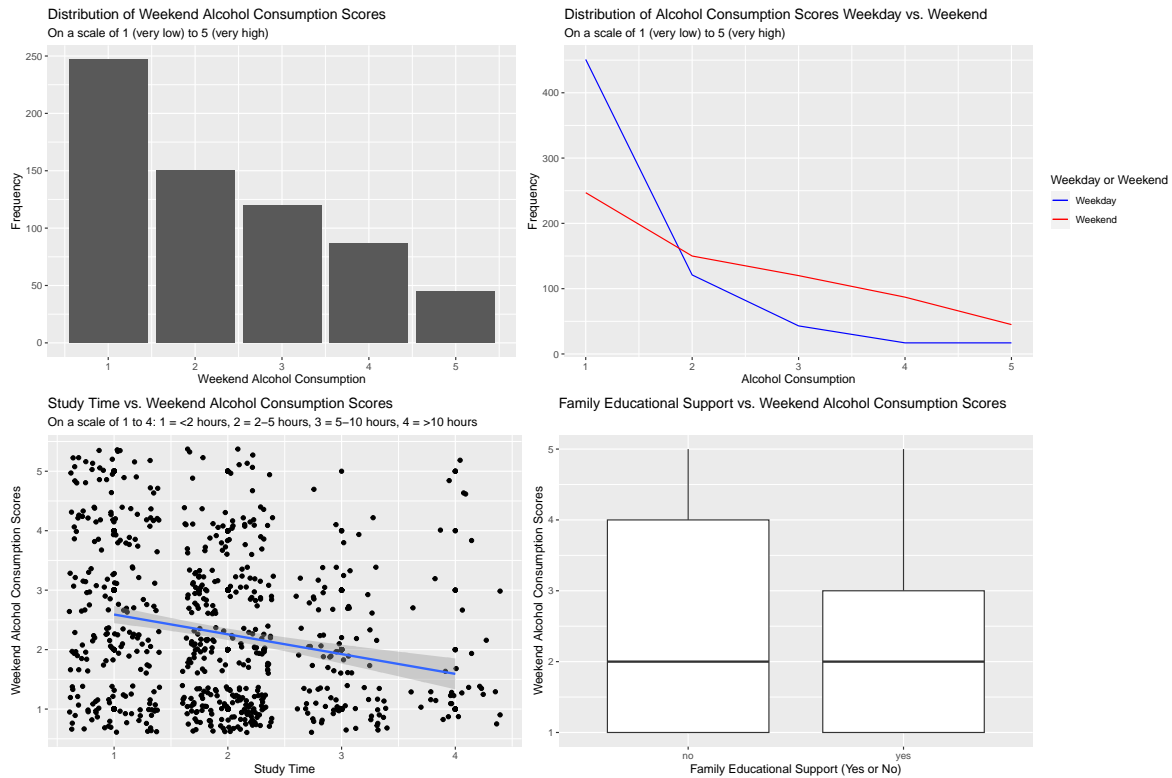 Distribution of Weekend Alcohol Consumption Scores
On a scale of 1 (very low) to 5 (very high)
250
200
150
100
50
0
Frequency
1 2 3 4 5
Weekend Alcohol Consumption
Distribution of Alcohol Consumption Scores Weekday vs. Weekend
On a scale of 1 (very low) to 5 (very high)
400
300
200
100
0
Frequency
1 2 3 4 5
Alcohol Consumption
Weekday or Weekend
Weekday
Weekend
Study Time vs. Weekend Alcohol Consumption Scores
On a scale of 1 to 4: 1 = <2 hours, 2 = 2–5 hours, 3 = 5–10 hours, 4 = >10 hours
5
4
3
2
1
Weekend Alcohol Consumption Scores
1 2 3 4
Study Time
Family Educational Support vs. Weekend Alcohol Consumption Scores
5
4
3
2
1
Weekend Alcohol Consumption Scores
no yes
Family Educational Support (Yes or No)